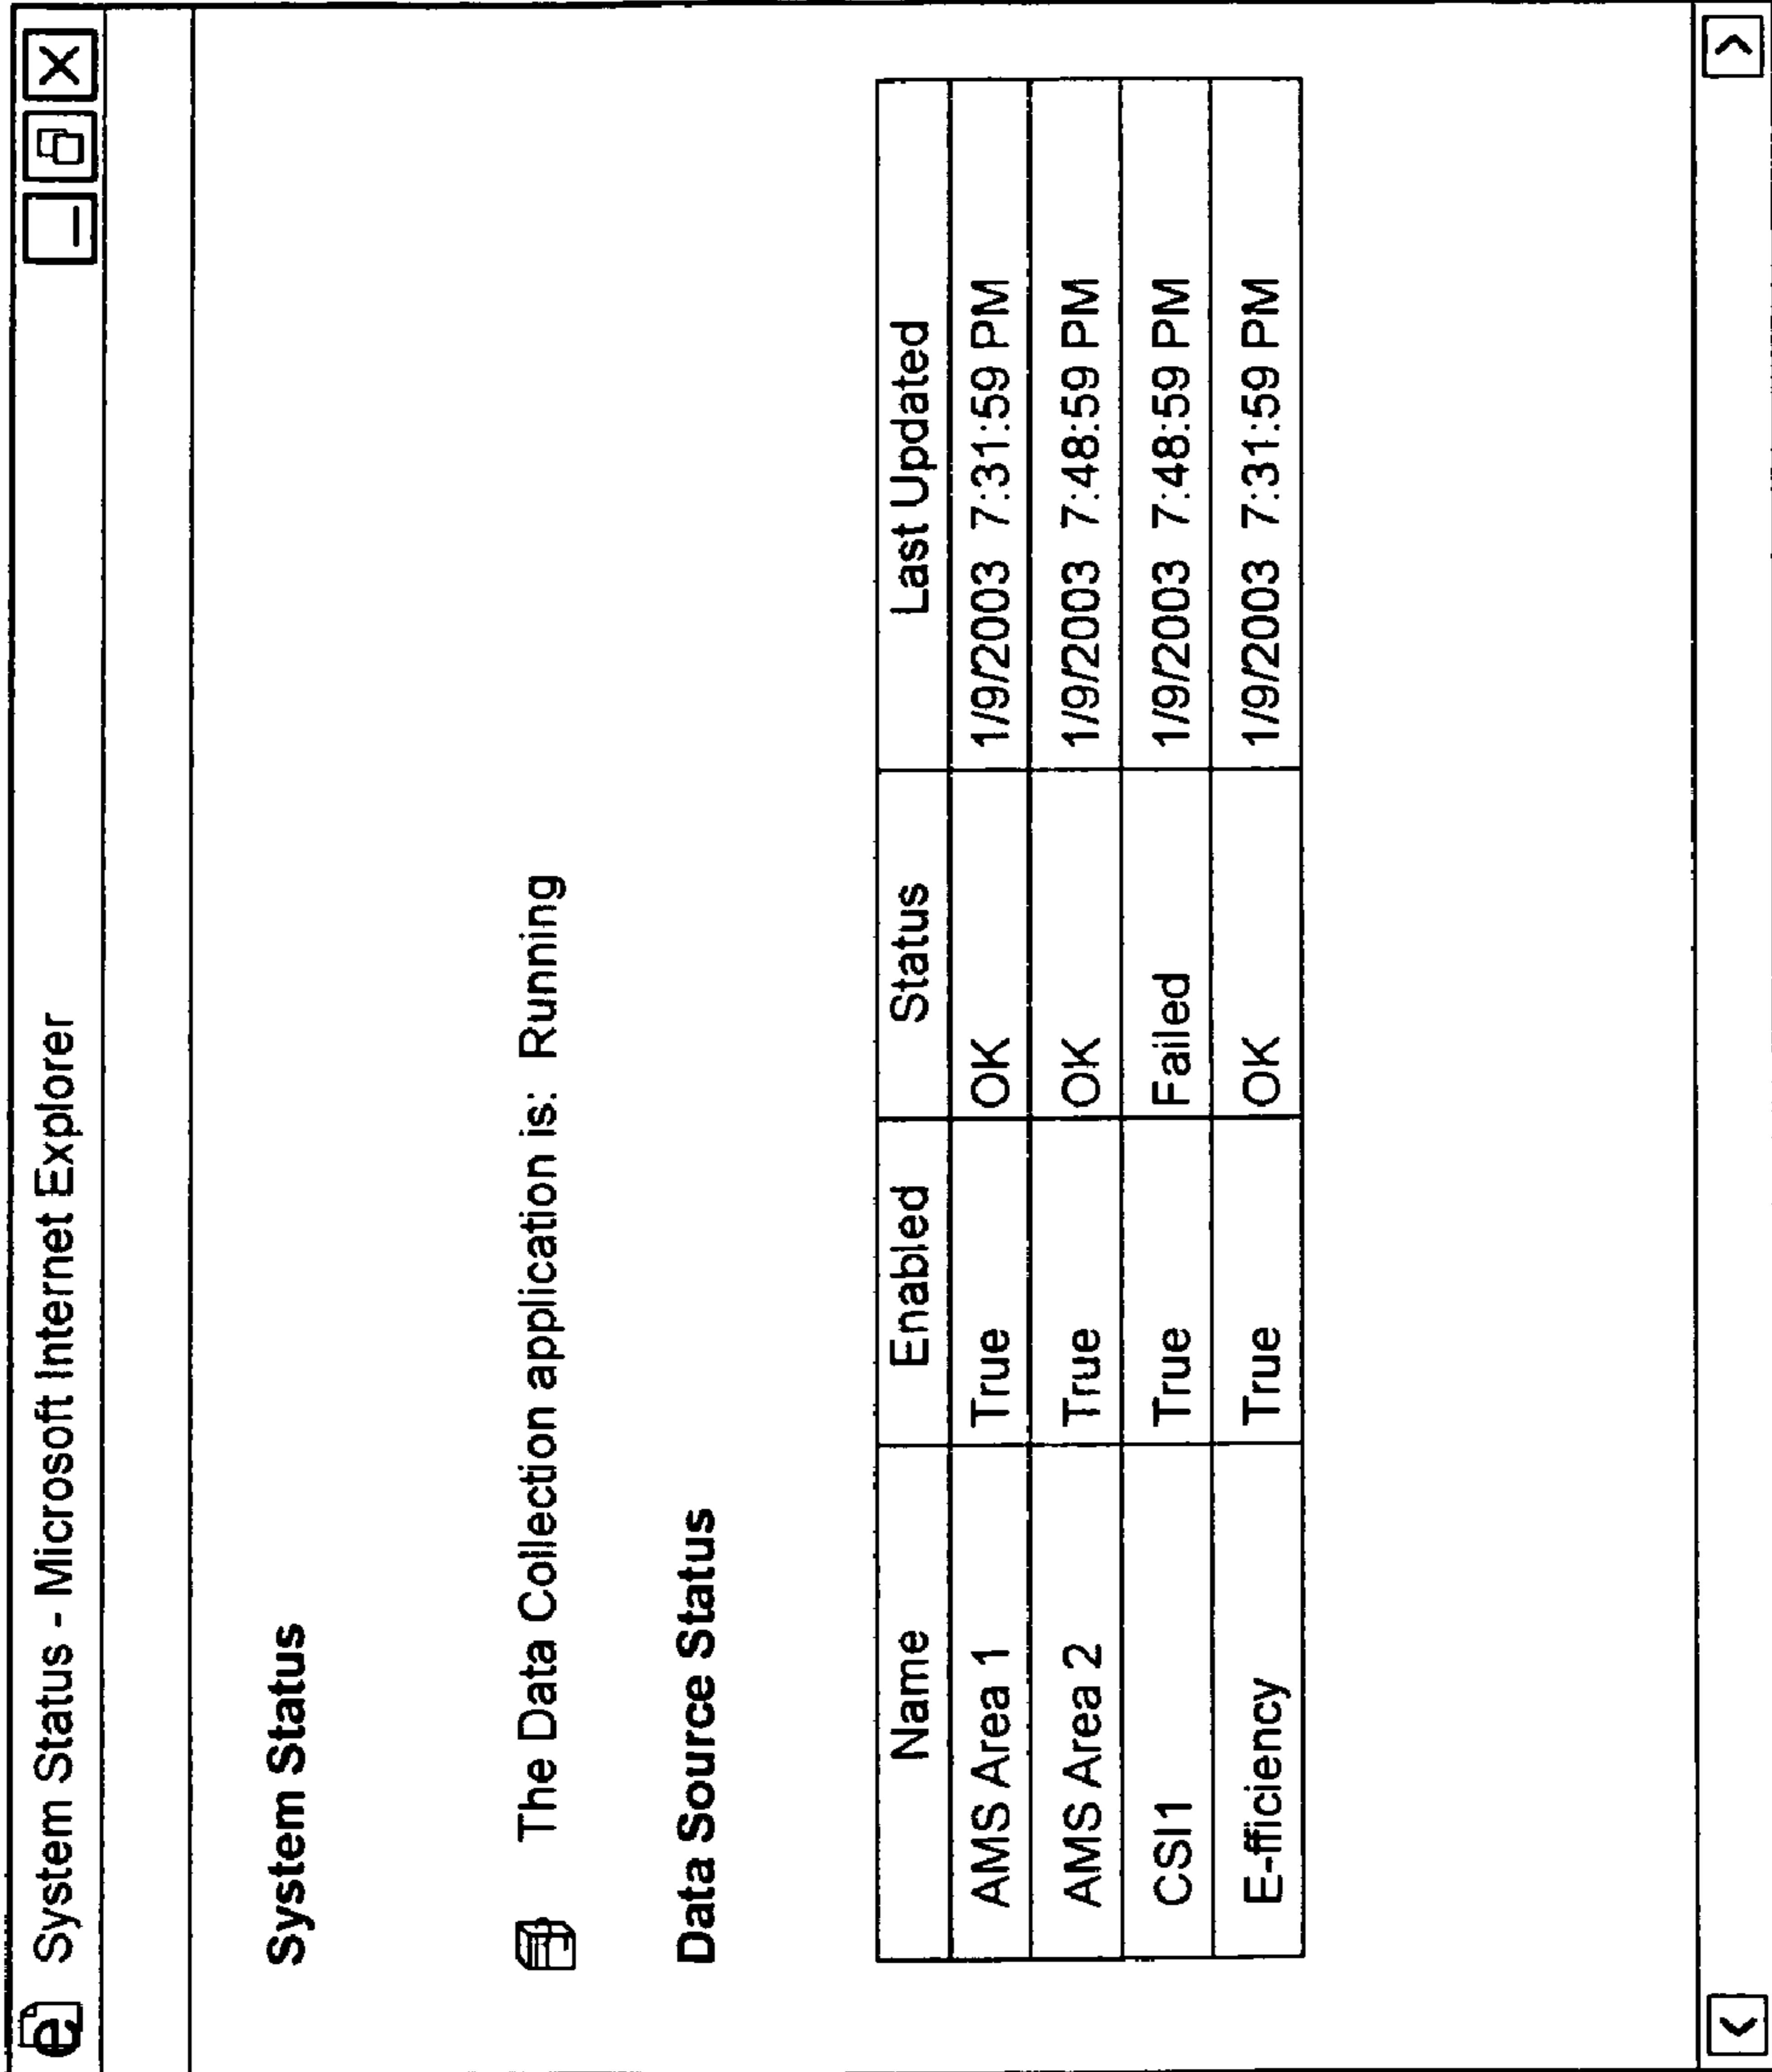 System Status - Microsoft Internet Explorer
System Status
The Data Collection application is: Running
Data Source Status
Name Enabled Status Last Updated
AMS Area 1 True OK 1/9/2003 7:31:59 PM
AMS Area 2 True OK 1/9/2003 7:48:59 PM
CSI1 True Failed 1/9/2003 7:48:59 PM
E-fficiency True OK 1/9/2003 7:31:59 PM